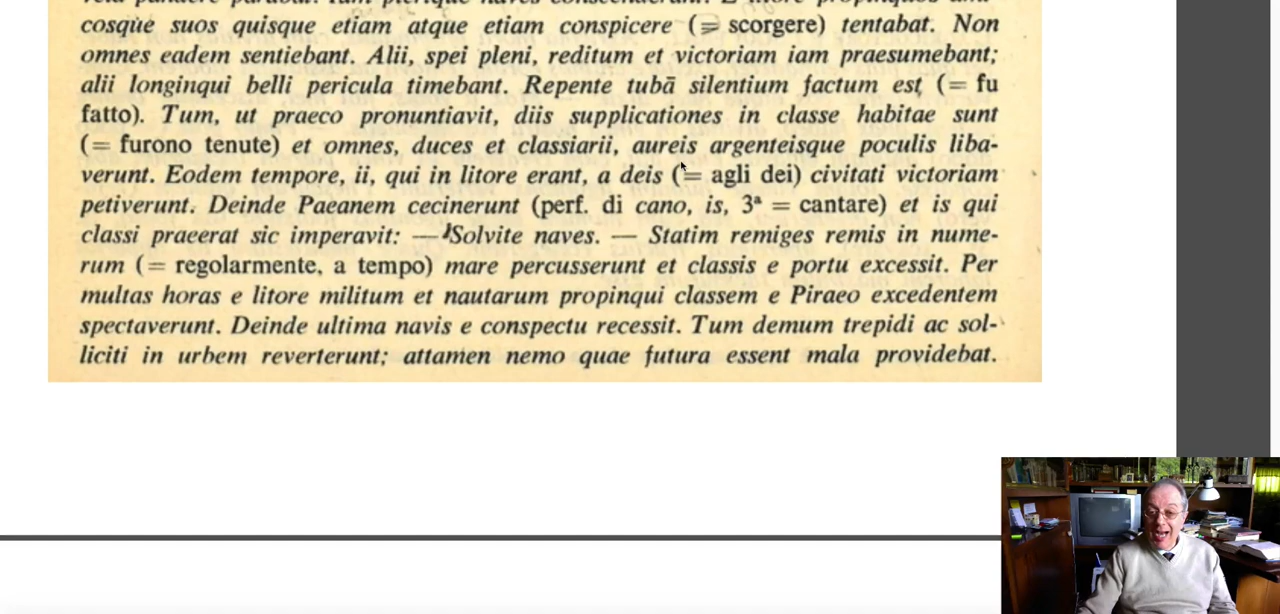 cosque suos quisque etiam atque etiam conspicere (= scorgere) tentabat. Non
omnes eadem sentiebant. Alii, spei pleni, reditum et victoriam iam praesumebant;
alii longinqui belli pericula timebant. Repente tubā silentium factum est (= fu
fatto). Tum, ut praeco pronuntiavit, diis supplicationes in classe habitae sunt
(= furono tenute) et omnes, duces et classiarii, aureis argenteisque poculis liba-
verunt. Eodem tempore, ii, qui in litore erant, a deis (= agli dei) civitati victoriam
petiverunt. Deinde Paeanem cecinerunt (perf. di cano, is, 3ª = cantare) et is qui
classi praeerat sic imperavit: — Solvite naves. — Statim remiges remis in nume-
rum (= regolarmente, a tempo) mare percusserunt et classis e portu excessit. Per
multas horas e litore militum et nautarum propinqui classem e Piraeo excedentem
spectaverunt. Deinde ultima navis e conspectu recessit. Tum demum trepidi ac sol-
liciti in urbem reverterunt; attamen nemo quae futura essent mala providebat.